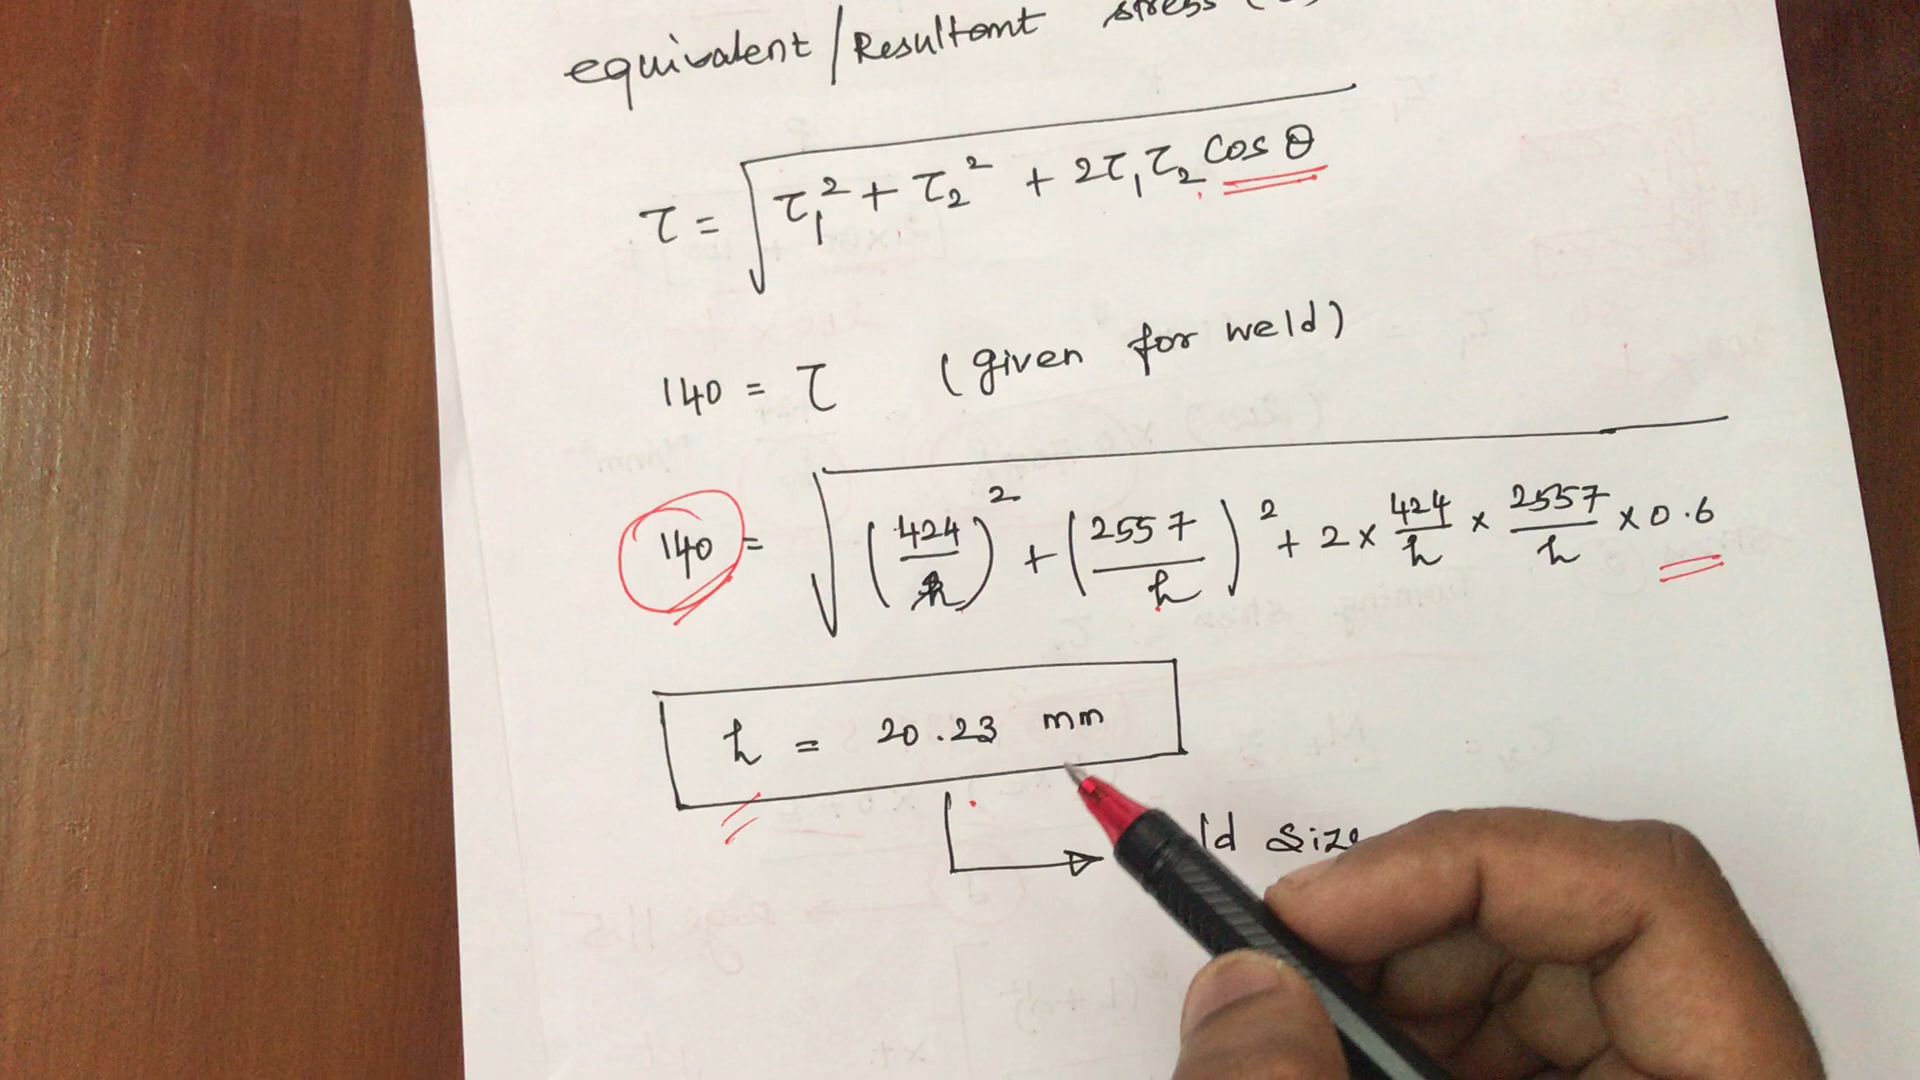 equivalent/Resultant stress
τ = √(τ₁² + τ₂² + 2τ₁τ₂ cos θ)
140 = τ (given for weld)
140 = √((424/h)² + (2557/h)² + 2 × 424/h × 2557/h × 0.6)
h = 20.23 mm
ld size